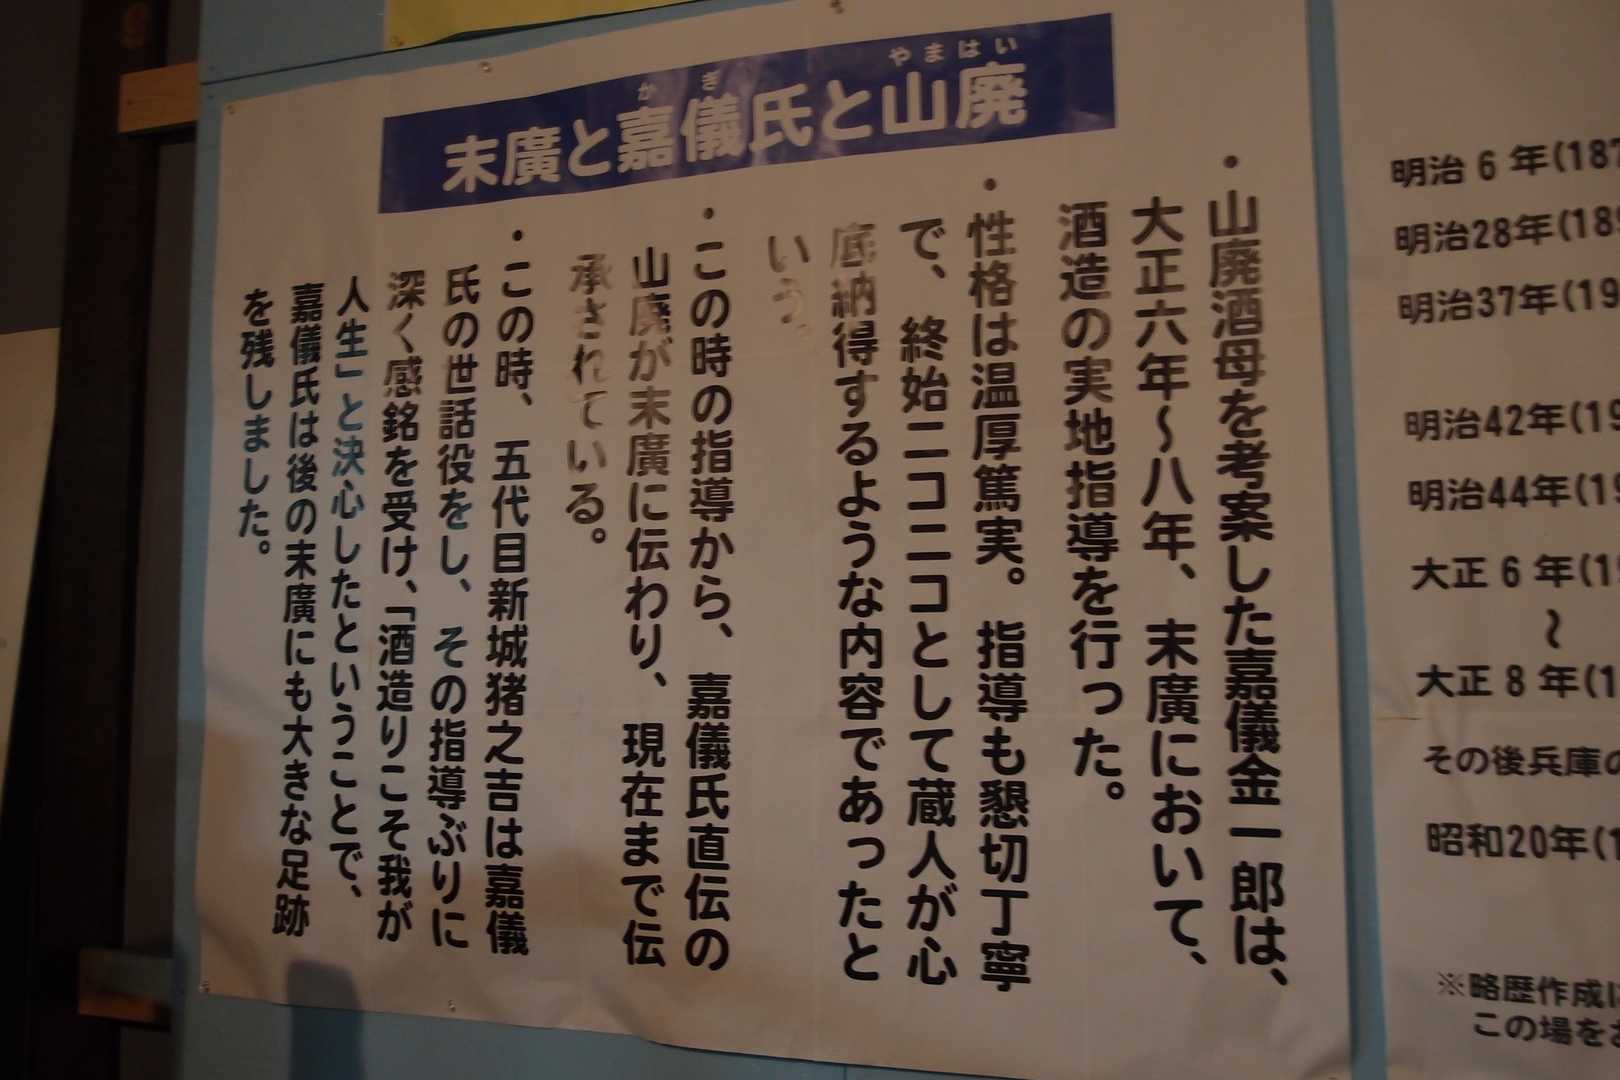 やまはい
かぎ
末廣と嘉儀氏と山廃
・山廃酒母を考案した嘉儀金一郎は、
大正六年～八年、末廣において、
酒造の実地指導を行った。
・性格は温厚篤実。指導も懇切丁寧
で、終始ニコニコとして蔵人が心
底納得するような内容であったと
いう。
・この時の指導から、嘉儀氏直伝の
山廃が末廣に伝わり、現在まで伝
承されている。
・この時、五代目新城猪之吉は嘉儀
氏の世話役をし、その指導ぶりに
深く感銘を受け、「酒造りこそ我が
人生」と決心したということで、
嘉儀氏は後の末廣にも大きな足跡
を残しました。
明治 6 年(187
明治28年(189
明治37年(19
明治42年(19
明治44年(19
大正 6 年(19
～
大正 8 年(1
その後兵庫の
昭和20年(1
※略歴作成に
この場をお